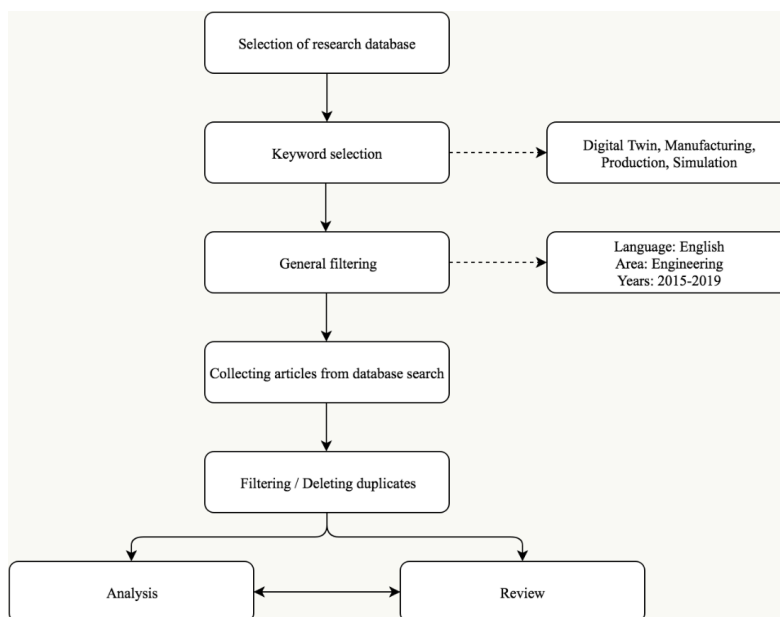 Selection of research database
Keyword selection
Digital Twin, Manufacturing,
Production, Simulation
General filtering
Language: English
Area: Engineering
Years: 2015-2019
Collecting articles from database search
Filtering / Deleting duplicates
Analysis
Review